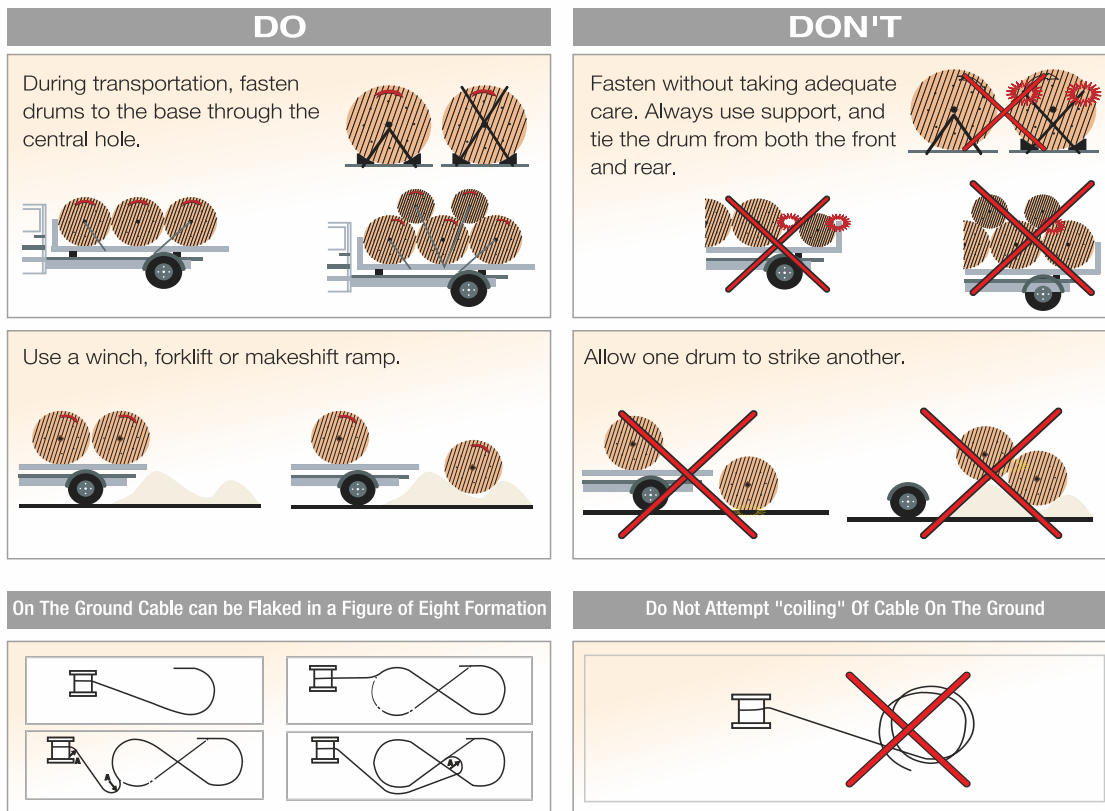 DO
During transportation, fasten
drums to the base through the
central hole.
DON'T
Fasten without taking adequate
care. Always use support, and
tie the drum from both the front
and rear.
Use a winch, forklift or makeshift ramp.
Allow one drum to strike another.
On The Ground Cable can be Flaked in a Figure of Eight Formation
A
A
A
Do Not Attempt "coiling" Of Cable On The Ground